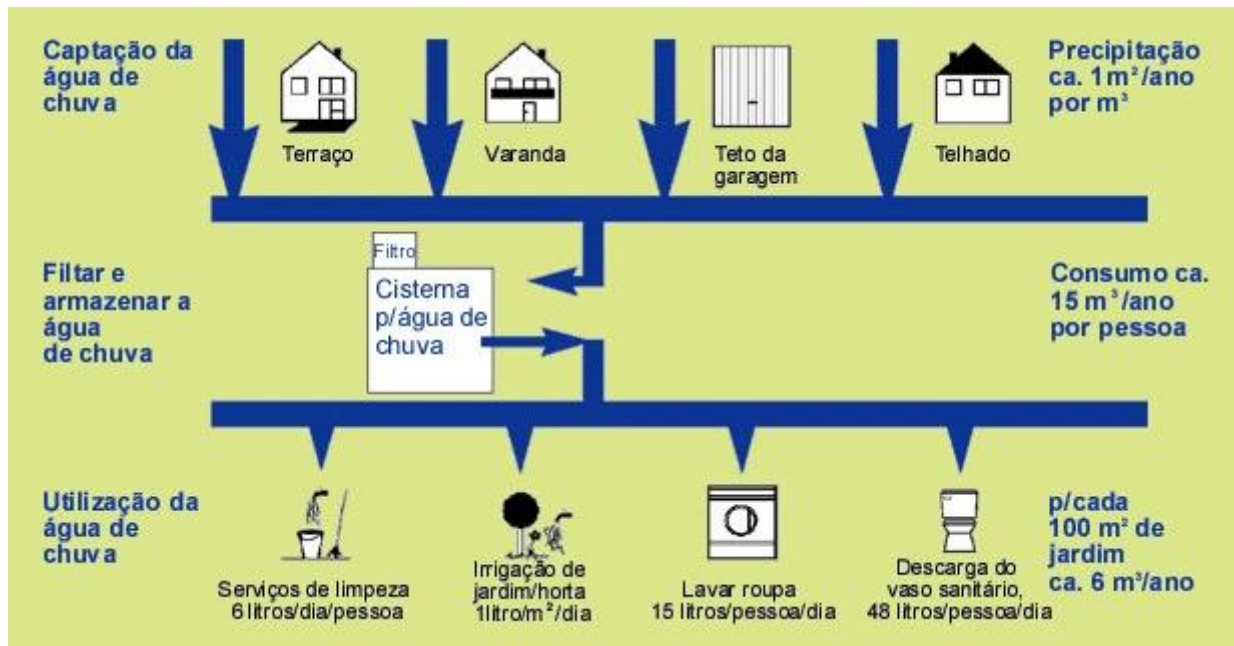 Captação da
água de
chuva
Terraço
Varanda
Teto da
garagem
Telhado
Precipitação
ca. 1m²/ano
por m³
Filtar e
armazenar a
água
de chuva
Filtro
Cisterna
p/água de
chuva
Consumo ca.
15 m³/ano
por pessoa
Utilização da
água de
chuva
Serviços de limpeza
6 litros/dia/pessoa
Irrigação de
jardim/horta
1litro/m²/dia
Lavar roupa
15 litros/pessoa/dia
Descarga do
vaso sanitário,
48 litros/pessoa/dia
p/cada
100 m² de
jardim
ca. 6 m³/ano